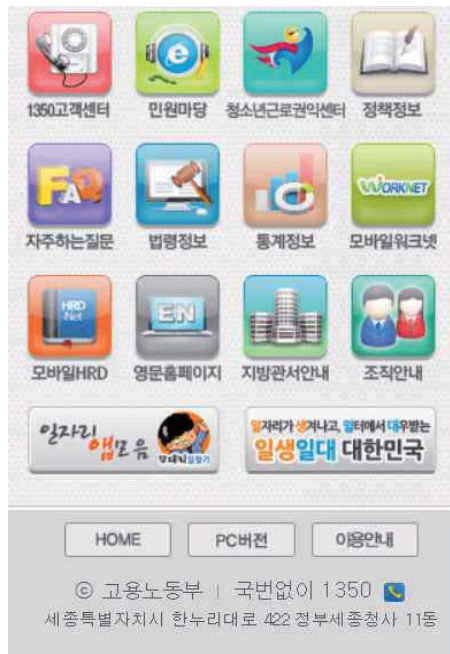 1350고객센터 민원마당 청소년근로권익센터 정책정보
FAQ
WORKNET
자주하는질문 법령정보 통계정보 모바일워크넷
HRD
-Net
EN
모바일HRD 영문홈페이지 지방관서안내 조직안내
일자리 앱모음
일자리가 생겨나고, 일터에서 대우받는
일생일대 대한민국
HOME PC버전 이용안내
© 고용노동부 | 국번없이 1350
세종특별자치시 한누리대로 422 정부세종청사 11동